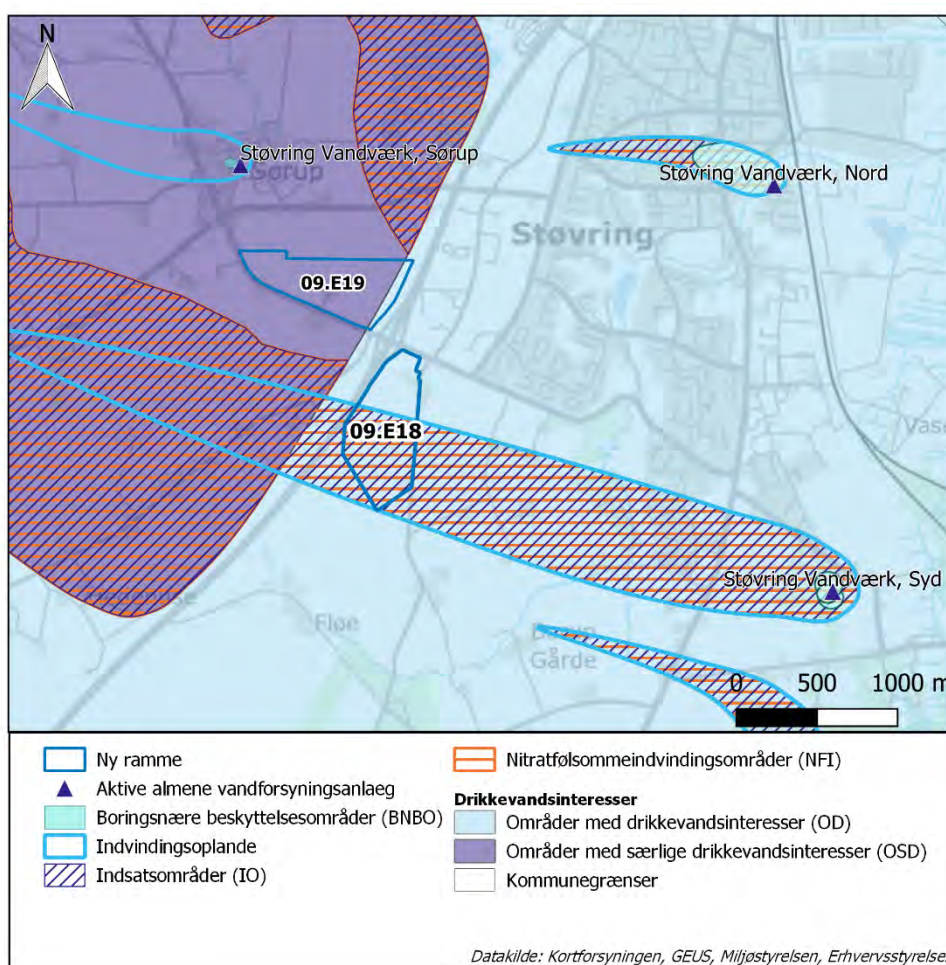 N
Støvring Vandværk, Sørup
Sørup
Støvring Vandværk, Nord
Støvring
09.E19
09.E18
Støvring Vandværk, Syd
Fløe
Gårde
0 500 1000 m
Ny ramme
Aktive almene vandforsyningsanlæg
Boringsnære beskyttelsesområder (BNBO)
Indvindingsoplande
Indsatsområder (IO)
Nitratfølsommeindvindingsområder (NFI)
Drikkevandsinteresser
Områder med drikkevandsinteresser (OD)
Områder med særlige drikkevandsinteresser (OSD)
Kommunegrænser
Datakilde: Kortforsyningen, GEUS, Miljøstyrelsen, Erhvervsstyrelse